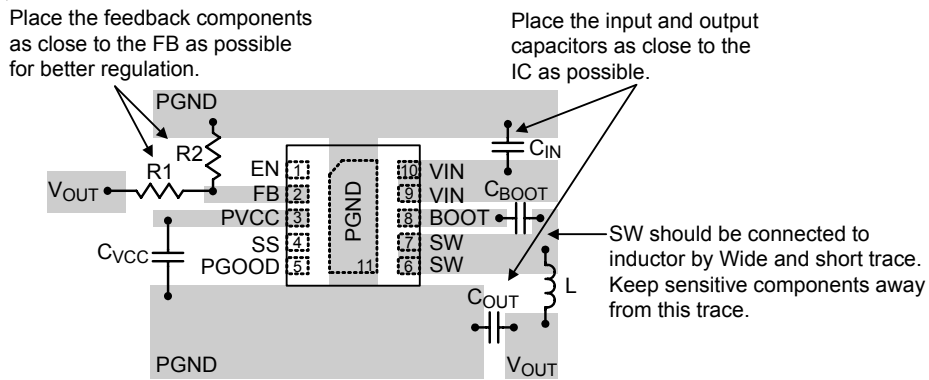 Place the feedback components
as close to the FB as possible
for better regulation.
Place the input and output
capacitors as close to the
IC as possible.
PGND
R2
R1
VOUT
CIN
EN 1
FB 2
PVCC 3
SS 4
PGOOD 5
PGND
11
10 VIN
9 VIN
8 BOOT
7 SW
6 SW
CBOOT
CVCC
SW should be connected to
inductor by Wide and short trace.
Keep sensitive components away
from this trace.
L
COUT
PGND
VOUT